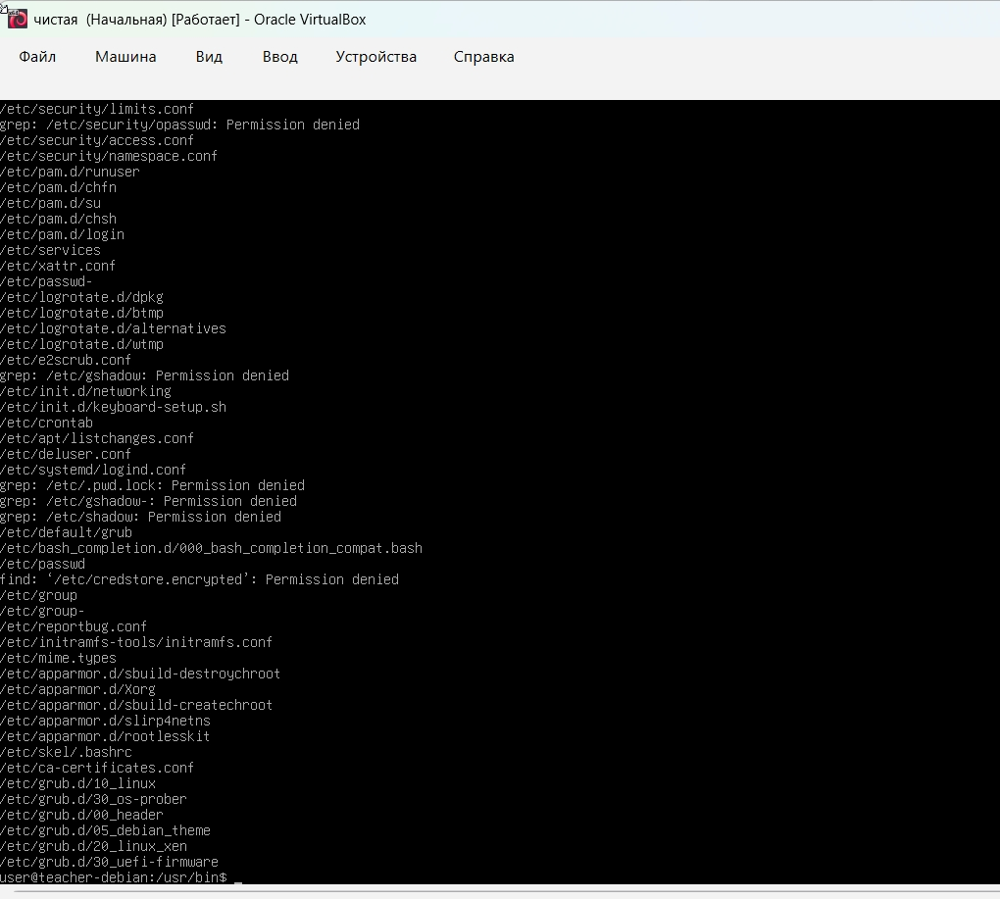 чистая (Начальная) [Работает] - Oracle VirtualBox
Файл Машина Вид Ввод Устройства Справка
/etc/security/limits.conf
grep: /etc/security/opasswd: Permission denied
/etc/security/access.conf
/etc/security/namespace.conf
/etc/pam.d/runuser
/etc/pam.d/chfn
/etc/pam.d/su
/etc/pam.d/chsh
/etc/pam.d/login
/etc/services
/etc/xattr.conf
/etc/passwd-
/etc/logrotate.d/dpkg
/etc/logrotate.d/btmp
/etc/logrotate.d/alternatives
/etc/logrotate.d/wtmp
/etc/e2scrub.conf
grep: /etc/gshadow: Permission denied
/etc/init.d/networking
/etc/init.d/keyboard-setup.sh
/etc/crontab
/etc/apt/listchanges.conf
/etc/deluser.conf
/etc/systemd/logind.conf
grep: /etc/.pwd.lock: Permission denied
grep: /etc/gshadow-: Permission denied
grep: /etc/shadow: Permission denied
/etc/default/grub
/etc/bash_completion.d/000_bash_completion_compat.bash
/etc/passwd
find: ‘/etc/credstore.encrypted’: Permission denied
/etc/group
/etc/group-
/etc/reportbug.conf
/etc/initramfs-tools/initramfs.conf
/etc/mime.types
/etc/apparmor.d/sbuild-destroychroot
/etc/apparmor.d/Xorg
/etc/apparmor.d/sbuild-createchroot
/etc/apparmor.d/slirp4netns
/etc/apparmor.d/rootlesskit
/etc/skel/.bashrc
/etc/ca-certificates.conf
/etc/grub.d/10_linux
/etc/grub.d/30_os-prober
/etc/grub.d/00_header
/etc/grub.d/05_debian_theme
/etc/grub.d/20_linux_xen
/etc/grub.d/30_uefi-firmware
user@teacher-debian:/usr/bin$ _